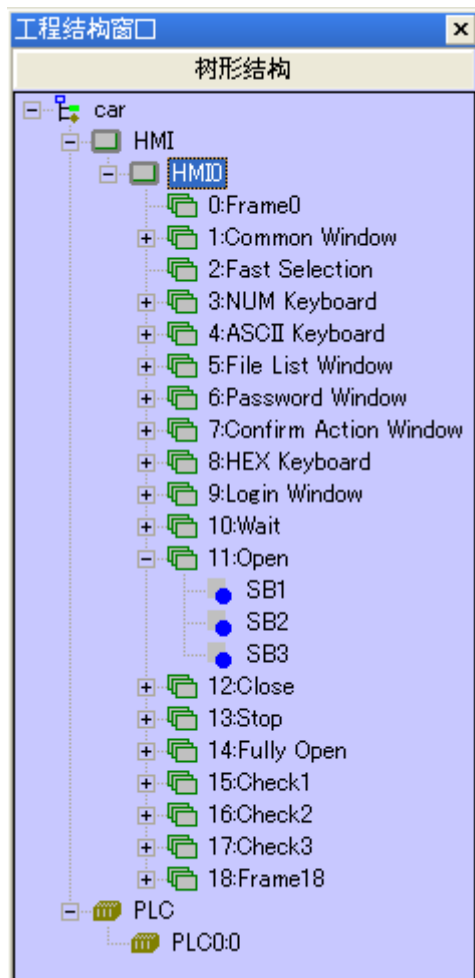 工程结构窗口
树形结构
car
HMI
HMI0
0:Frame0
1:Common Window
2:Fast Selection
3:NUM Keyboard
4:ASCII Keyboard
5:File List Window
6:Password Window
7:Confirm Action Window
8:HEX Keyboard
9:Login Window
10:Wait
11:Open
SB1
SB2
SB3
12:Close
13:Stop
14:Fully Open
15:Check1
16:Check2
17:Check3
18:Frame18
PLC
PLC0:0